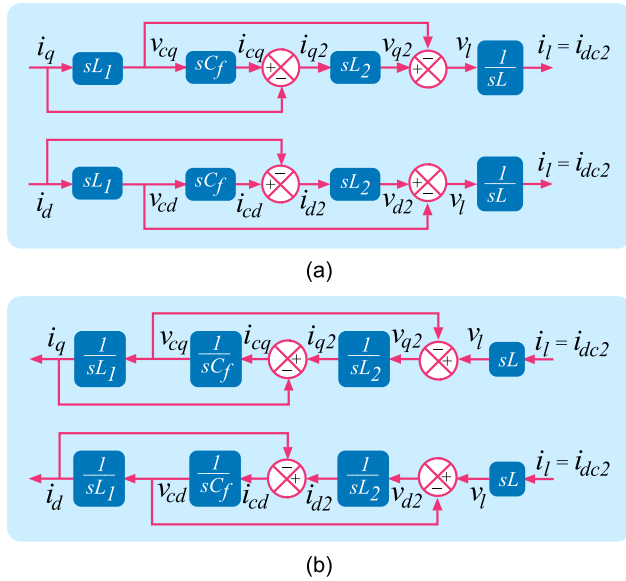 i_q sL_1 v_cq sC_f i_cq + − i_q2 sL_2 v_q2 + − v_l 1/sL i_l = i_dc2
i_d sL_1 v_cd sC_f i_cd + − i_d2 sL_2 v_d2 + − v_l 1/sL i_l = i_dc2
(a)
i_q 1/sL_1 v_cq 1/sC_f i_cq − + i_q2 1/sL_2 v_q2 − + v_l sL i_l = i_dc2
i_d 1/sL_1 v_cd 1/sC_f i_cd − + i_d2 1/sL_2 v_d2 + − v_l sL i_l = i_dc2
(b)